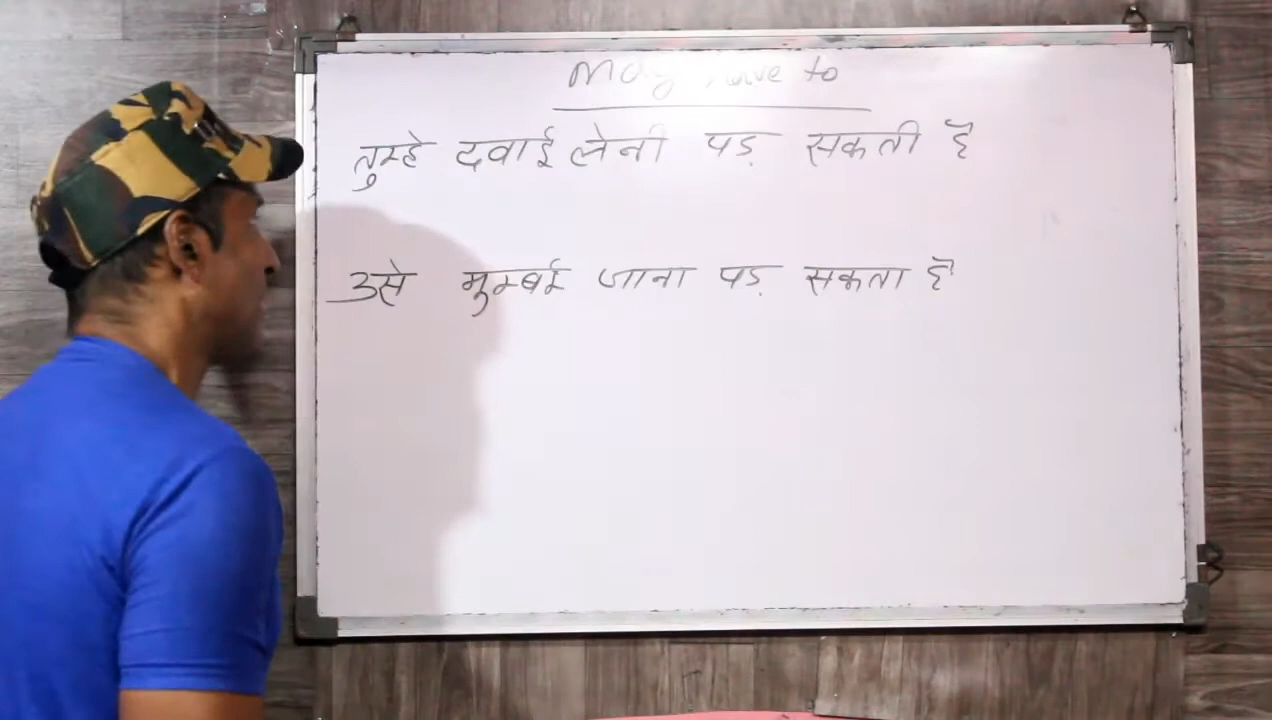 May have to
तुम्हे दवाई लेनी पड़ सकती है
उसे मुम्बई जाना पड़ सकता है